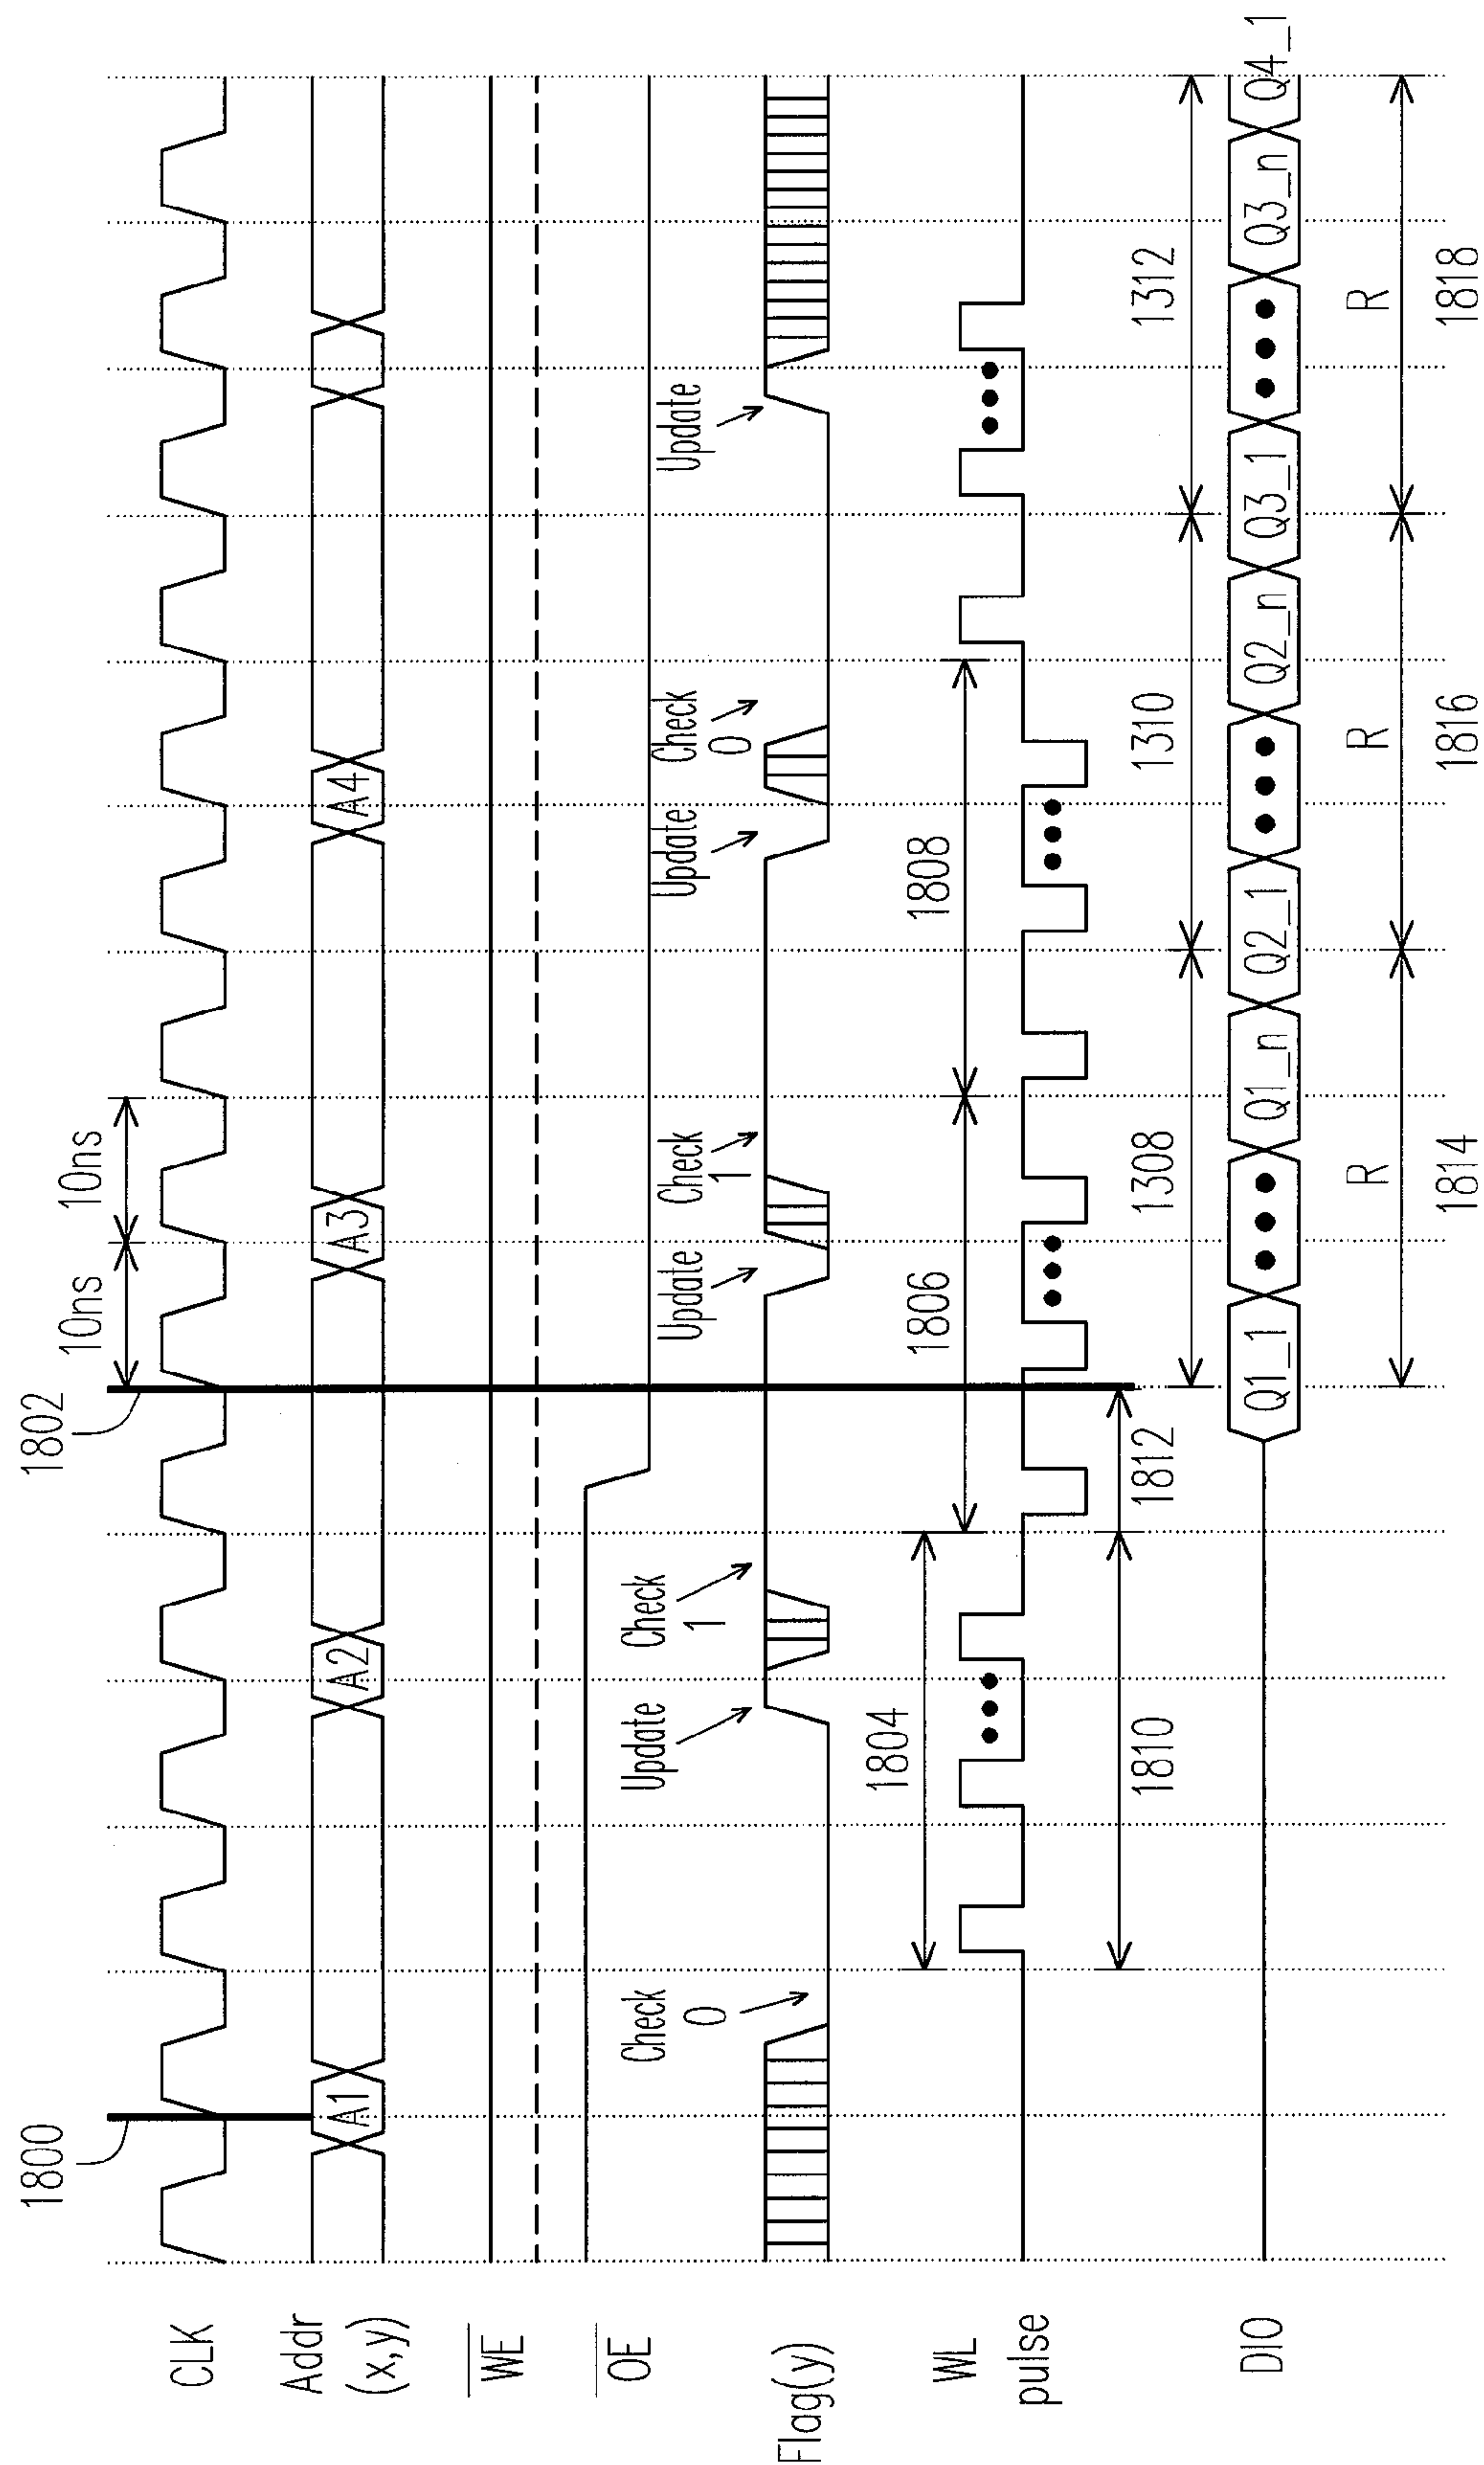 1800
1802
10ns
10ns
CLK
Addr
(x,y)
A1
A2
A3
A4
WE
OE
Flag(y)
Check
0
Update
Check
1
Update
Check
1
Update
Check
0
Update
WL
pulse
1804
1806
1808
1810
1812
1308
1310
1312
DIO
Q1_1
Q1_n
Q2_1
Q2_n
Q3_1
Q3_n
Q4_1
R
R
R
1814
1816
1818